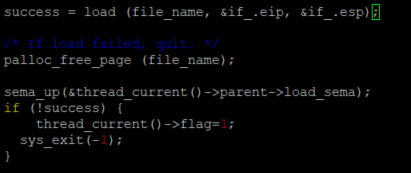 success = load (file_name, &if_.eip, &if_.esp);
/* If load failed, quit. */
palloc_free_page (file_name);
sema_up(&thread_current()->parent->load_sema);
if (!success) {
thread_current()->flag=1;
sys_exit(-1);
}